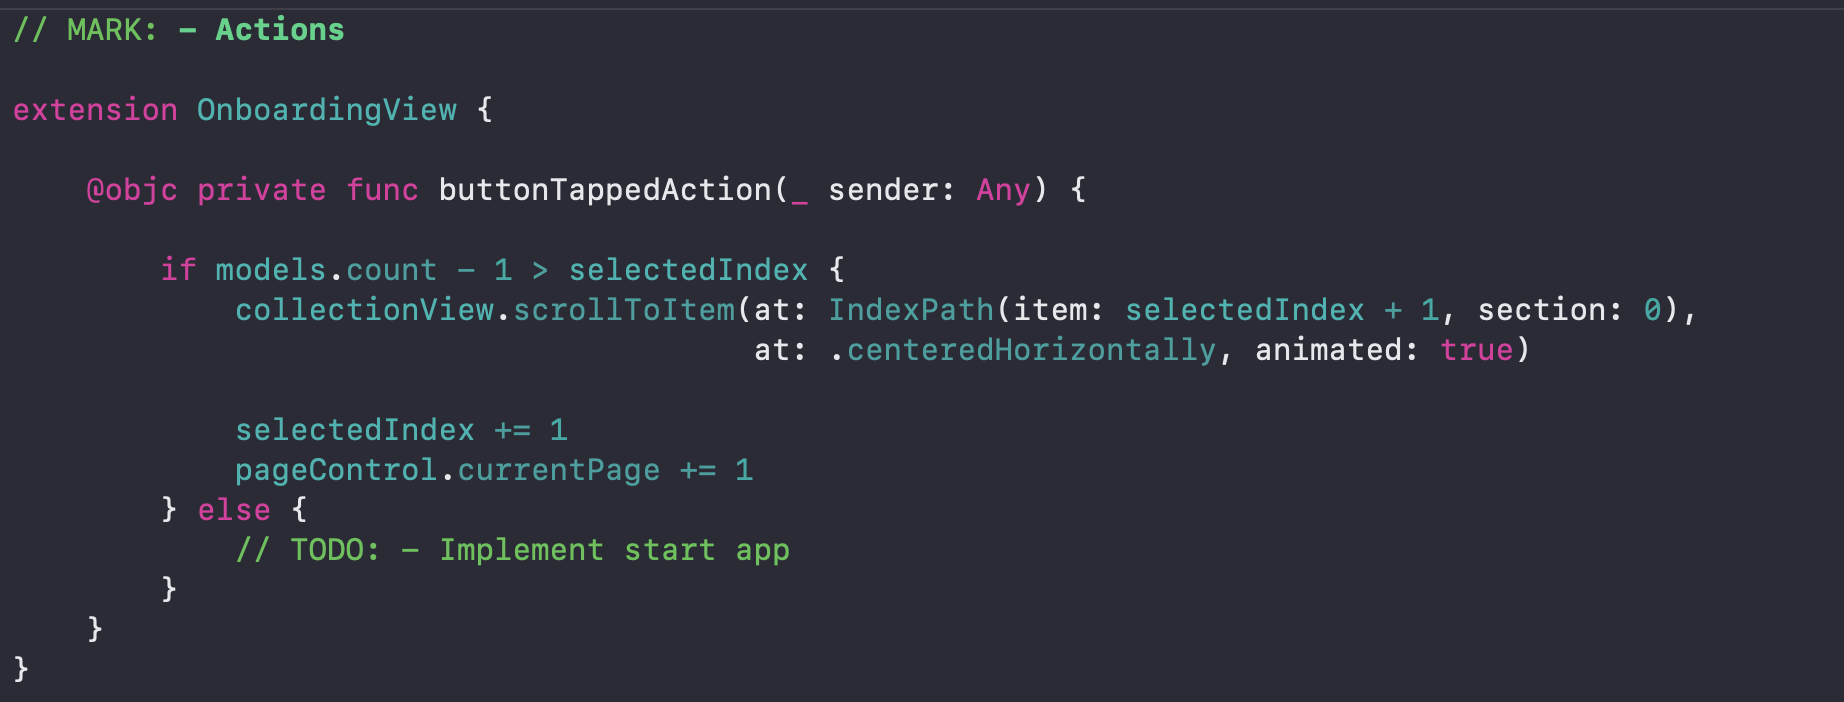 // MARK: - Actions
extension OnboardingView {
@objc private func buttonTappedAction(_ sender: Any) {
if models.count - 1 > selectedIndex {
collectionView.scrollToItem(at: IndexPath(item: selectedIndex + 1, section: 0),
at: .centeredHorizontally, animated: true)
selectedIndex += 1
pageControl.currentPage += 1
} else {
// TODO: - Implement start app
}
}
}